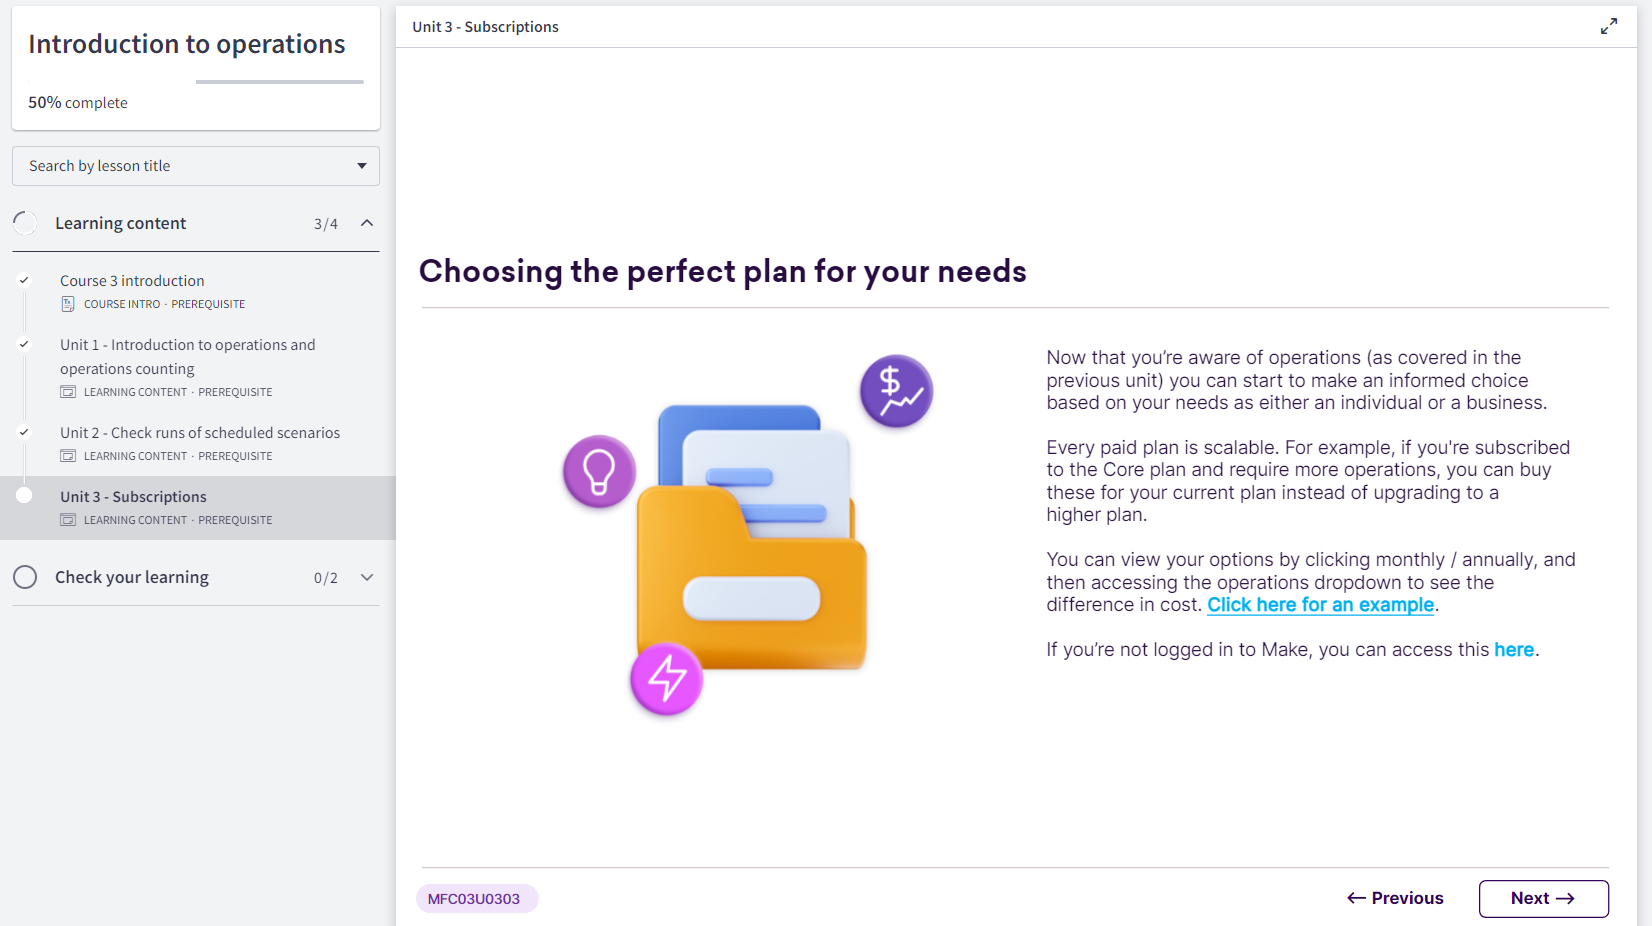 Introduction to operations
50% complete
Search by lesson title
Learning content 3/4
Course 3 introduction
COURSE INTRO · PREREQUISITE
Unit 1 - Introduction to operations and
operations counting
LEARNING CONTENT · PREREQUISITE
Unit 2 - Check runs of scheduled scenarios
LEARNING CONTENT · PREREQUISITE
Unit 3 - Subscriptions
LEARNING CONTENT · PREREQUISITE
Check your learning 0/2
Unit 3 - Subscriptions
Choosing the perfect plan for your needs
$
Now that you’re aware of operations (as covered in the
previous unit) you can start to make an informed choice
based on your needs as either an individual or a business.
Every paid plan is scalable. For example, if you're subscribed
to the Core plan and require more operations, you can buy
these for your current plan instead of upgrading to a
higher plan.
You can view your options by clicking monthly / annually, and
then accessing the operations dropdown to see the
difference in cost. Click here for an example.
If you’re not logged in to Make, you can access this here.
MFC03U0303
← Previous
Next →